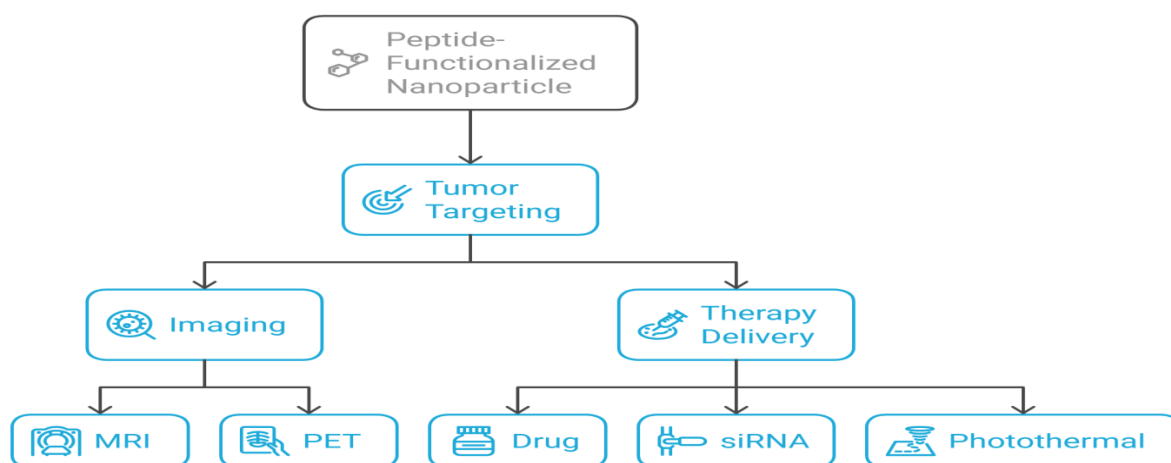 Peptide-
Functionalized
Nanoparticle
Tumor
Targeting
Imaging
Therapy
Delivery
MRI
PET
Drug
siRNA
Photothermal